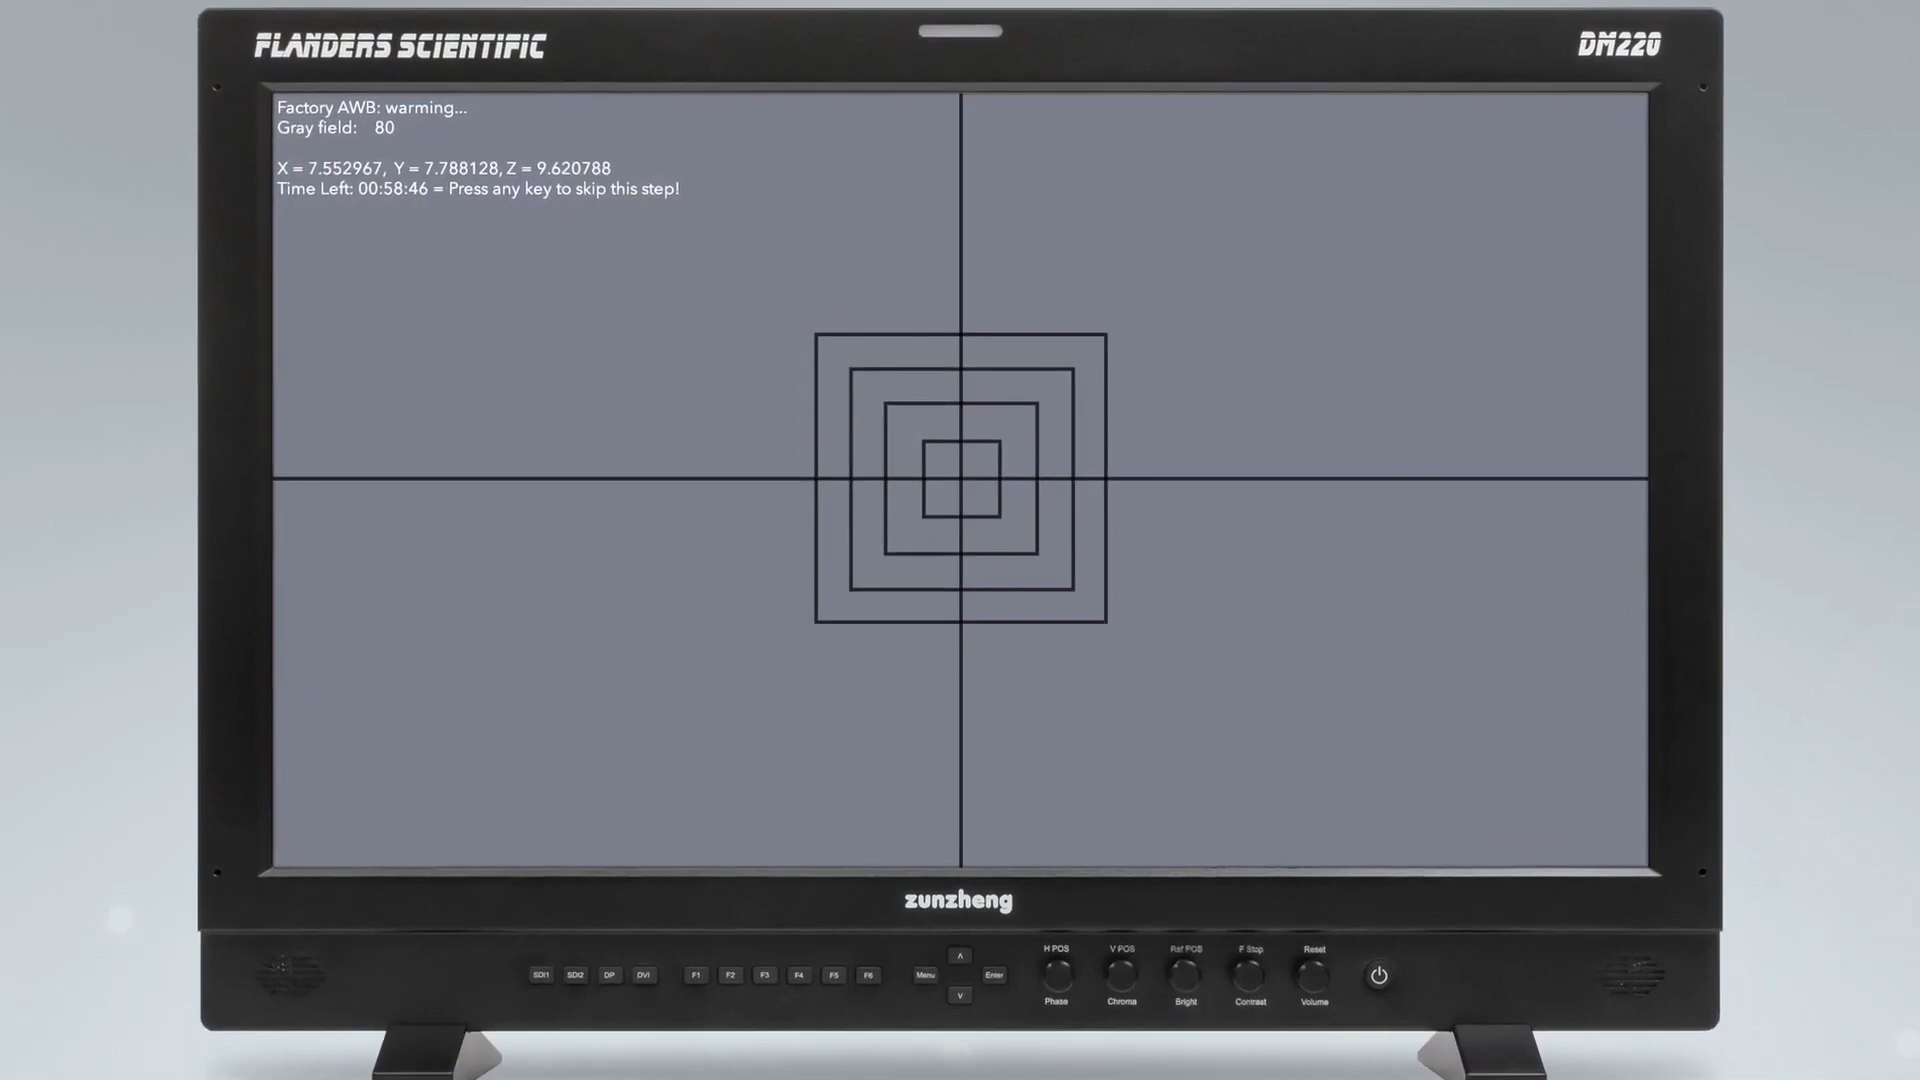 FLANDERS SCIENTIFIC
DM220
Factory AWB: warming...
Gray field: 80
X = 7.552967, Y = 7.788128, Z = 9.620788
Time Left: 00:58:46 = Press any key to skip this step!
zunzheng
H POS V POS Ref POS F Stop Reset
SDI1 SDI2 DP DVI F1 F2 F3 F4 F5 F6 Menu Enter
Phase Chroma Bright Contrast Volume